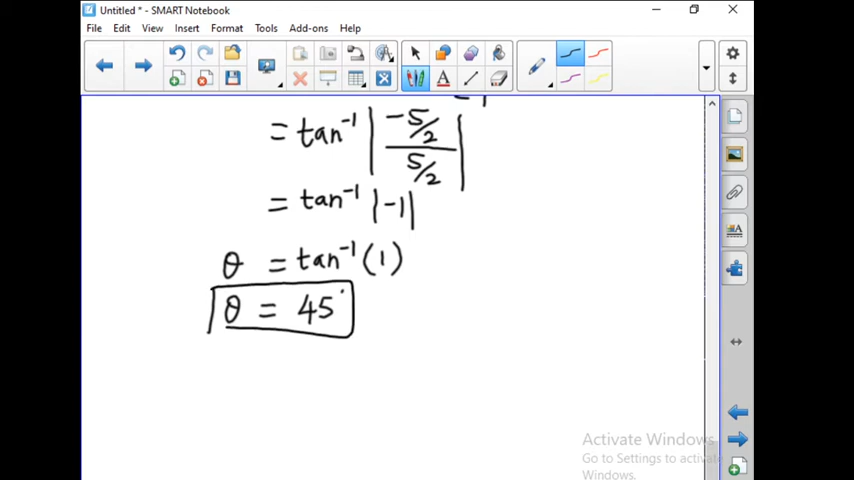 Untitled * - SMART Notebook
File Edit View Insert Format Tools Add-ons Help
= tan⁻¹ | -5/2 / 5/2 |
= tan⁻¹ |-1|
θ = tan⁻¹ (1)
θ = 45°
Activate Windows
Go to Settings to activate
Windows.